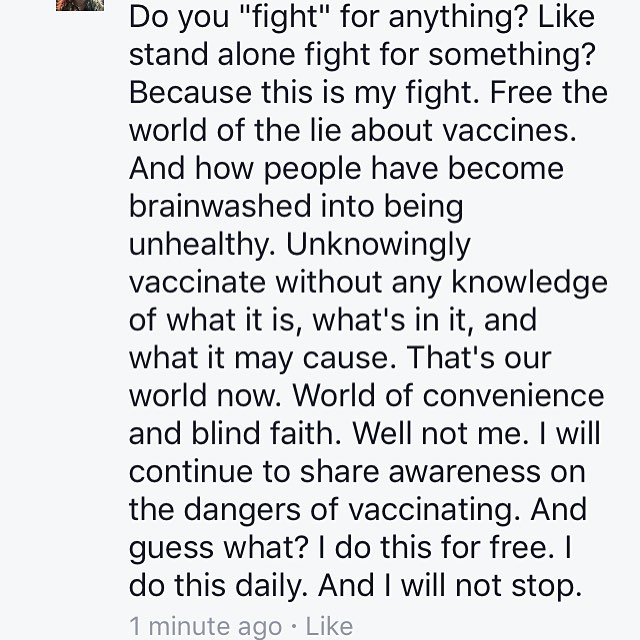 Do you "fight" for anything? Like
stand alone fight for something?
Because this is my fight. Free the
world of the lie about vaccines.
And how people have become
brainwashed into being
unhealthy. Unknowingly
vaccinate without any knowledge
of what it is, what's in it, and
what it may cause. That's our
world now. World of convenience
and blind faith. Well not me. I will
continue to share awareness on
the dangers of vaccinating. And
guess what? I do this for free. I
do this daily. And I will not stop.
1 minute ago · Like